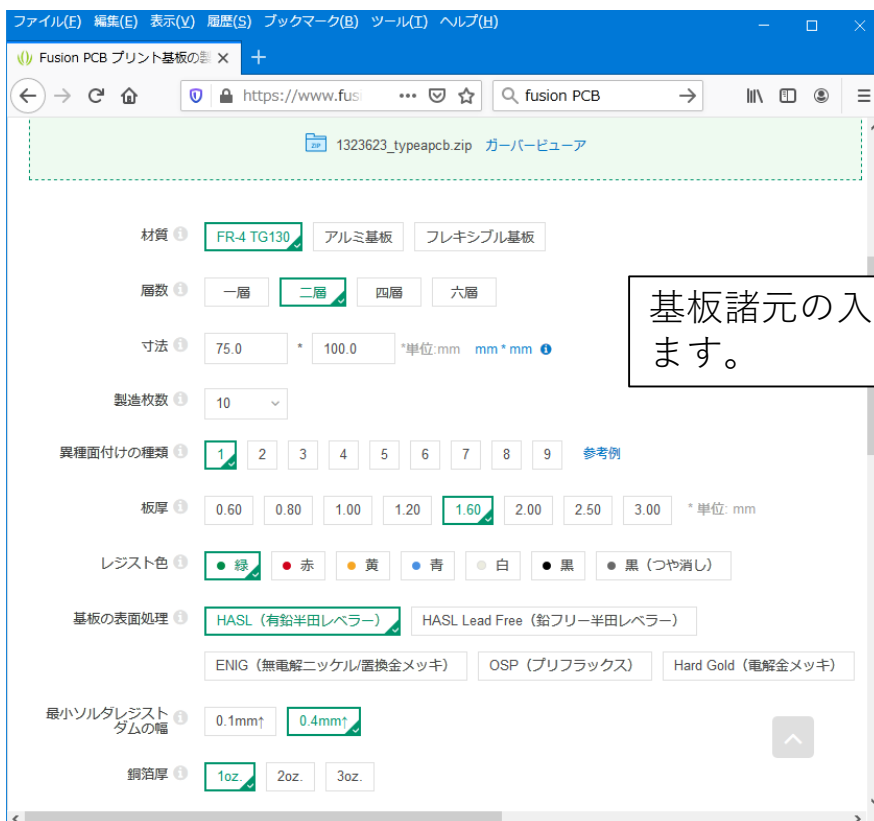 ファイル(F) 編集(E) 表示(V) 履歴(S) ブックマーク(B) ツール(T) ヘルプ(H)
Fusion PCB プリント基板の製
https://www.fus
fusion PCB
ZIP 1323623_typeapcb.zip ガーバービューア
材質 FR-4 TG130 アルミ基板 フレキシブル基板
層数 一層 二層 四層 六層
基板諸元の入
ます。
寸法 75.0 * 100.0 *単位:mm mm * mm
製造枚数 10
異種面付けの種類 1 2 3 4 5 6 7 8 9 参考例
板厚 0.60 0.80 1.00 1.20 1.60 2.00 2.50 3.00 * 単位: mm
レジスト色 緑 赤 黄 青 白 黒 黒（つや消し）
基板の表面処理 HASL（有鉛半田レベラー） HASL Lead Free（鉛フリー半田レベラー）
ENIG（無電解ニッケル/置換金メッキ） OSP（プリフラックス） Hard Gold（電解金メッキ）
最小ソルダレジスト
ダムの幅 0.1mm↑ 0.4mm↑
銅箔厚 1oz. 2oz. 3oz.